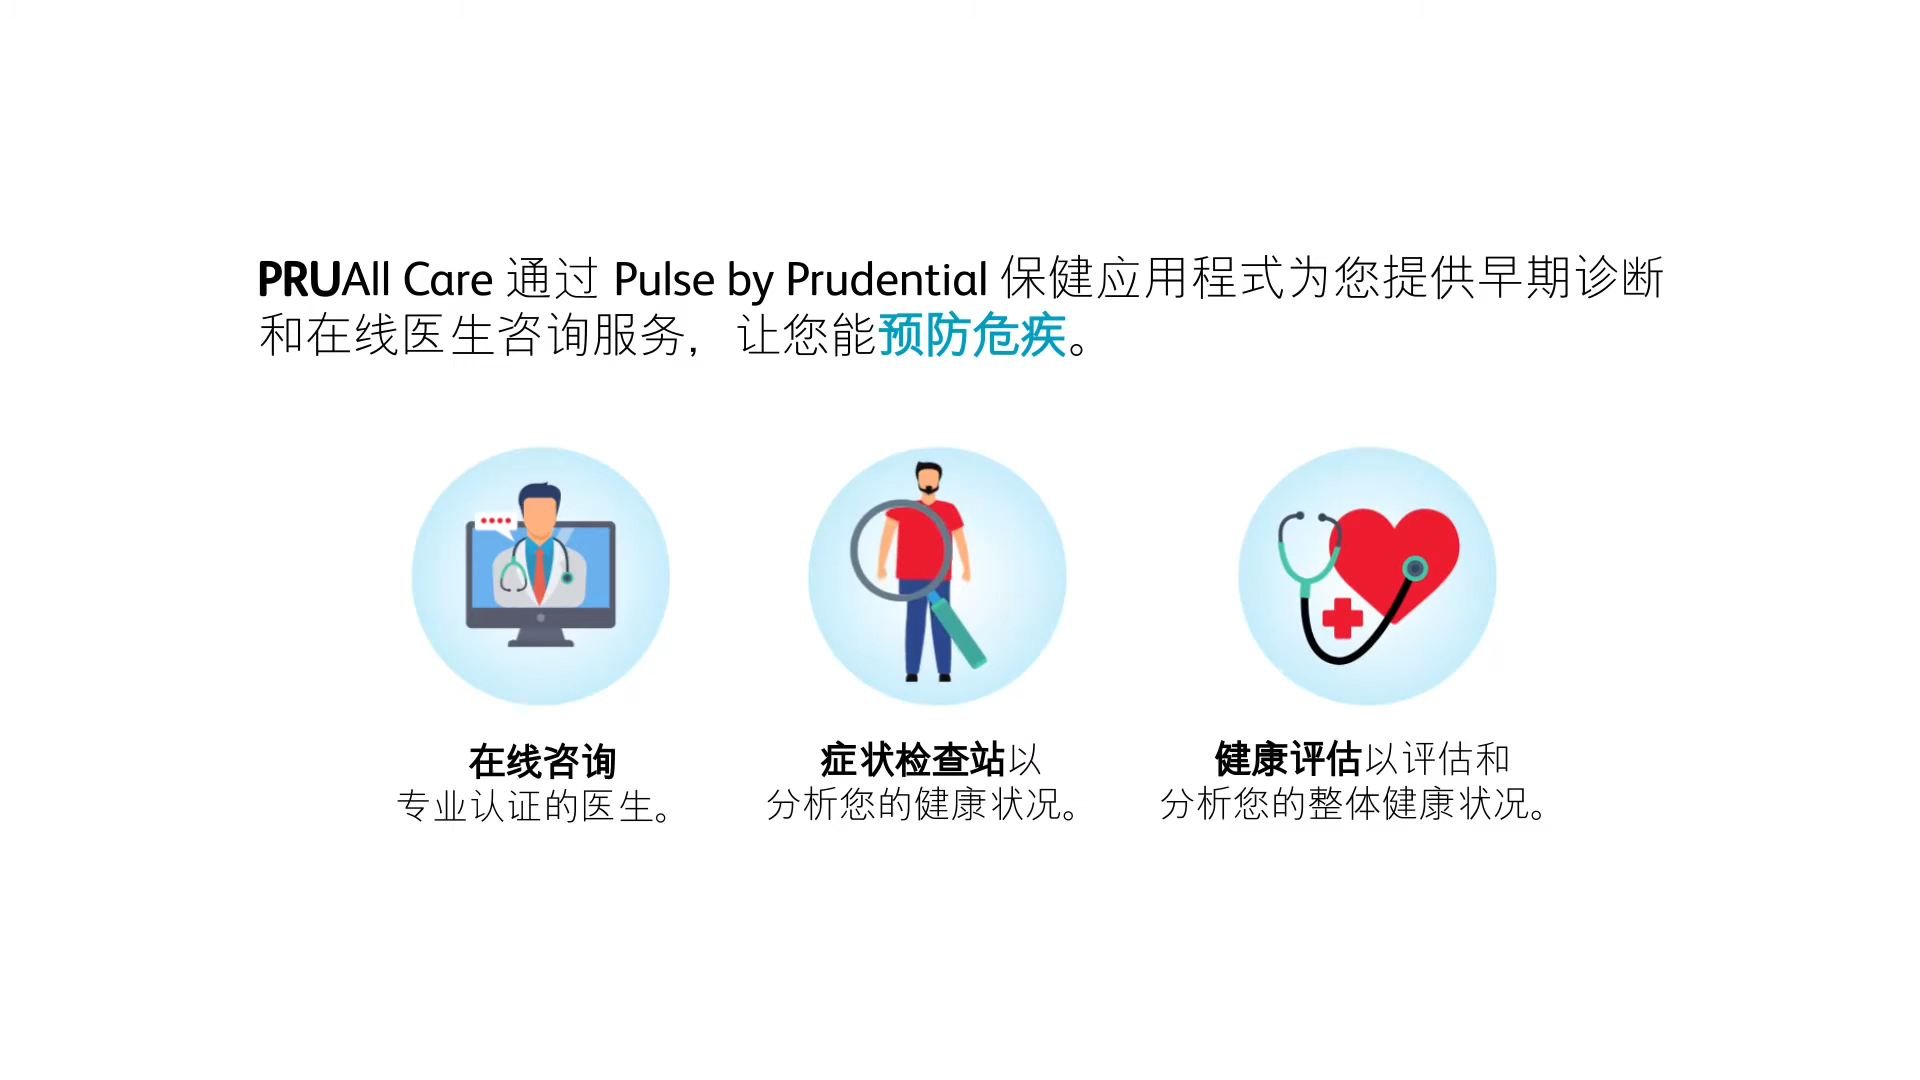 PRUAll Care 通过 Pulse by Prudential 保健应用程式为您提供早期诊断
和在线医生咨询服务，让您能预防危疾。
在线咨询
专业认证的医生。
症状检查站以
分析您的健康状况。
健康评估以评估和
分析您的整体健康状况。